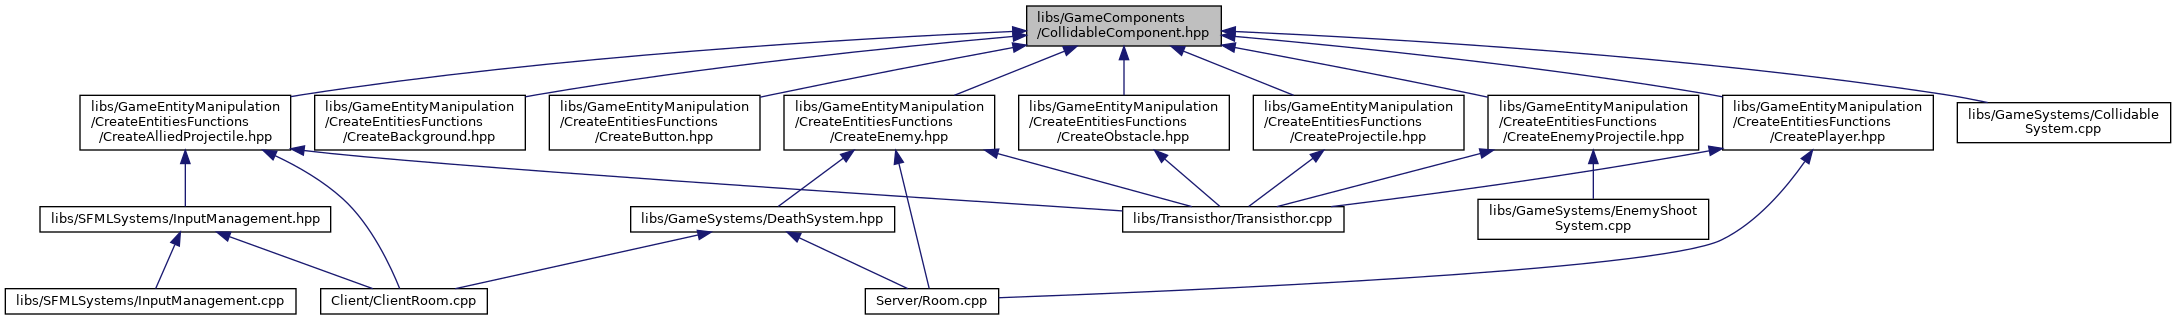 libs/GameComponents
/CollidableComponent.hpp
libs/GameEntityManipulation
/CreateEntitiesFunctions
/CreateAlliedProjectile.hpp
libs/GameEntityManipulation
/CreateEntitiesFunctions
/CreateBackground.hpp
libs/GameEntityManipulation
/CreateEntitiesFunctions
/CreateButton.hpp
libs/GameEntityManipulation
/CreateEntitiesFunctions
/CreateEnemy.hpp
libs/GameEntityManipulation
/CreateEntitiesFunctions
/CreateObstacle.hpp
libs/GameEntityManipulation
/CreateEntitiesFunctions
/CreateProjectile.hpp
libs/GameEntityManipulation
/CreateEntitiesFunctions
/CreateEnemyProjectile.hpp
libs/GameEntityManipulation
/CreateEntitiesFunctions
/CreatePlayer.hpp
libs/GameSystems/Collidable
System.cpp
libs/SFMLSystems/InputManagement.hpp
libs/GameSystems/DeathSystem.hpp
libs/Transisthor/Transisthor.cpp
libs/GameSystems/EnemyShoot
System.cpp
libs/SFMLSystems/InputManagement.cpp
Client/ClientRoom.cpp
Server/Room.cpp